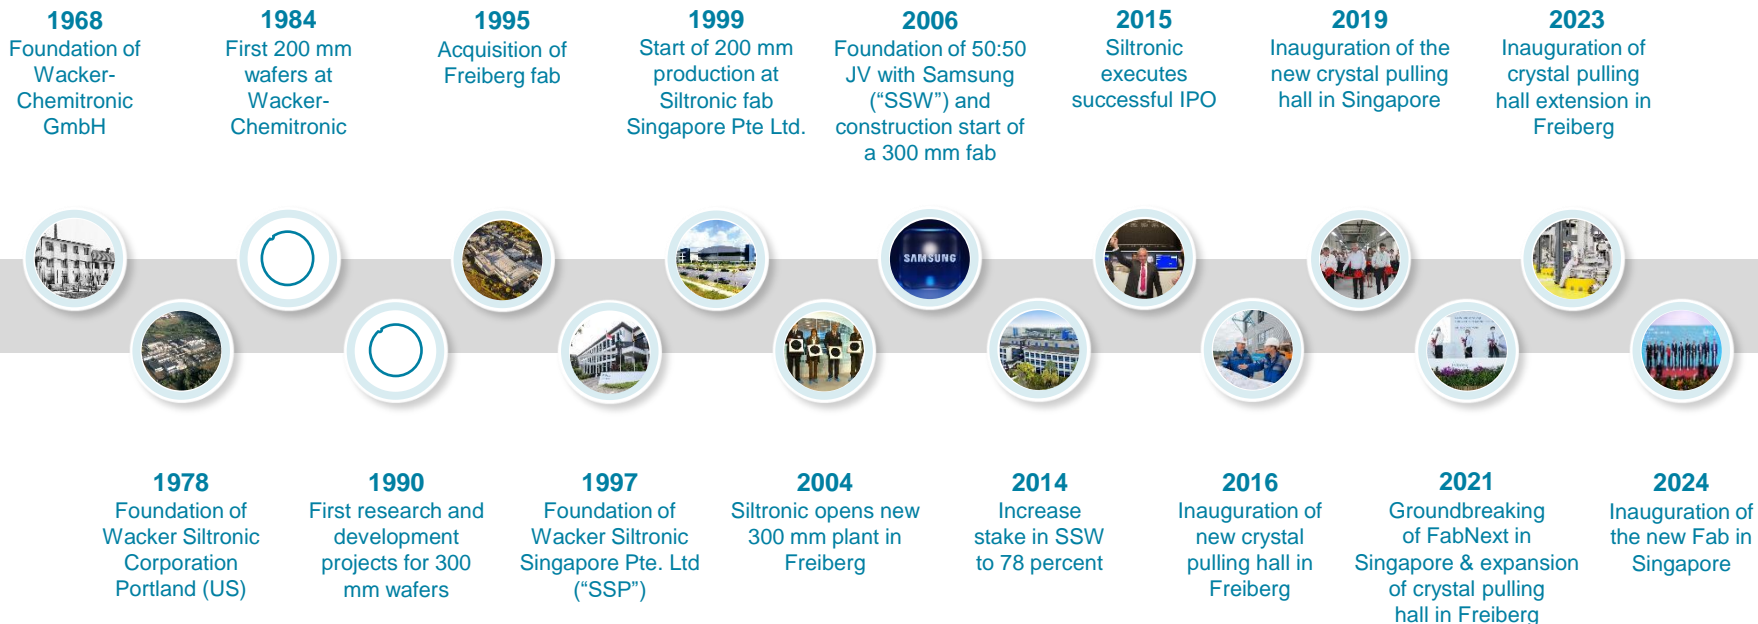 1968
Foundation of
Wacker-
Chemitronic
GmbH
1984
First 200 mm
wafers at
Wacker-
Chemitronic
1995
Acquisition of
Freiberg fab
1999
Start of 200 mm
production at
Siltronic fab
Singapore Pte Ltd.
2006
Foundation of 50:50
JV with Samsung
(“SSW”) and
construction start of
a 300 mm fab
2015
Siltronic
executes
successful IPO
2019
Inauguration of the
new crystal pulling
hall in Singapore
2023
Inauguration of
crystal pulling
hall extension in
Freiberg
SAMSUNG
1978
Foundation of
Wacker Siltronic
Corporation
Portland (US)
1990
First research and
development
projects for 300
mm wafers
1997
Foundation of
Wacker Siltronic
Singapore Pte. Ltd
(“SSP”)
2004
Siltronic opens new
300 mm plant in
Freiberg
2014
Increase
stake in SSW
to 78 percent
2016
Inauguration of
new crystal
pulling hall in
Freiberg
2021
Groundbreaking
of FabNext in
Singapore & expansion
of crystal pulling
hall in Freiberg
2024
Inauguration of
the new Fab in
Singapore